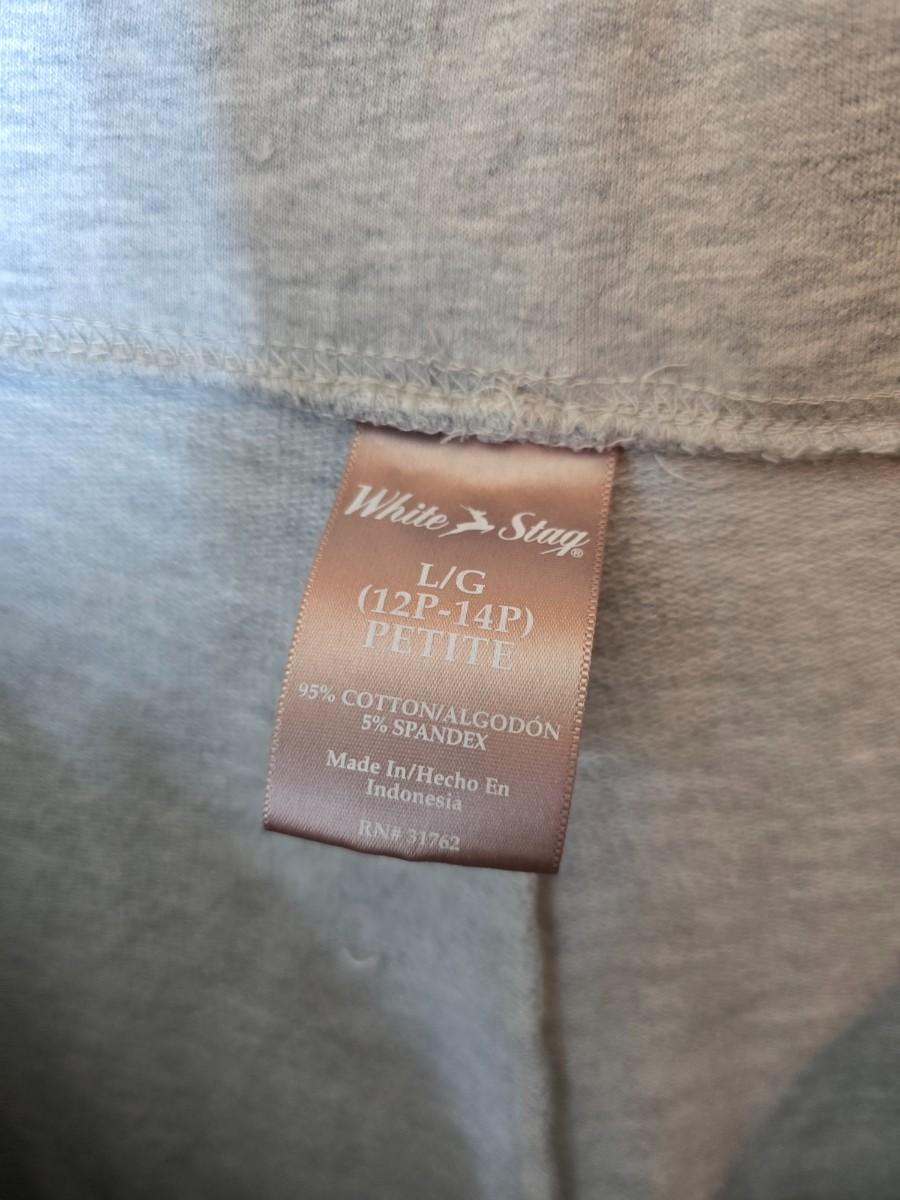 White Stag®
L/G
(12P-14P)
PETITE
95% COTTON/ALGODÓN
5% SPANDEX
Made In/Hecho En
Indonesia
RN# 31762